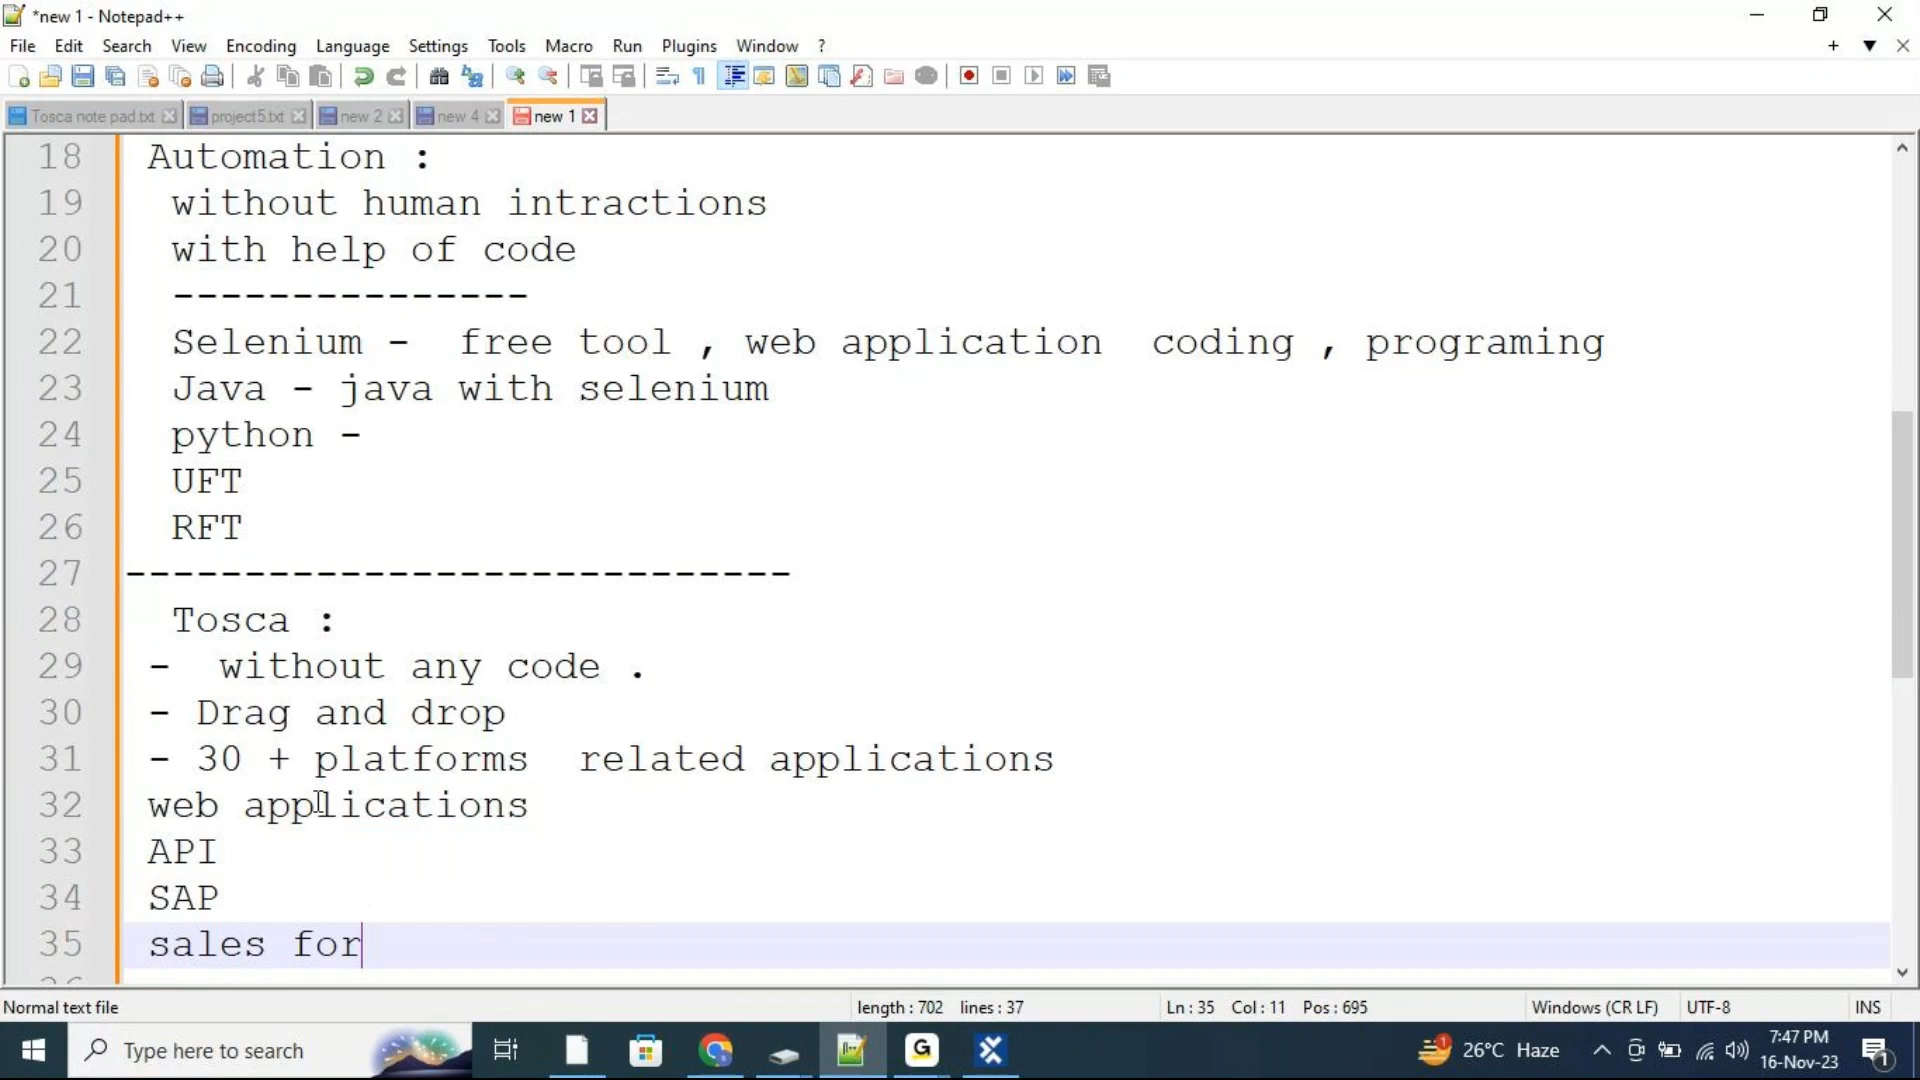 *new 1 - Notepad++
File Edit Search View Encoding Language Settings Tools Macro Run Plugins Window ?
Tosca note pad.txt project5.txt new 2 new 4 new 1
18 Automation :
19 without human intractions
20 with help of code
21 ---------------
22 Selenium - free tool , web application coding , programing
23 Java - java with selenium
24 python -
25 UFT
26 RFT
27 ----------------------------
28 Tosca :
29 - without any code .
30 - Drag and drop
31 - 30 + platforms related applications
32 web applications
33 API
34 SAP
35 sales for
Normal text file length : 702 lines : 37 Ln : 35 Col : 11 Pos : 695 Windows (CR LF) UTF-8 INS
Type here to search 26°C Haze 7:47 PM
16-Nov-23